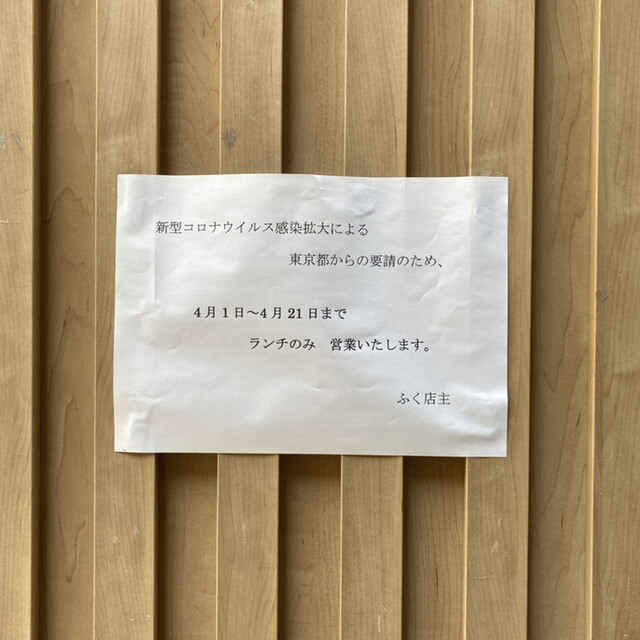 新型コロナウイルス感染拡大による
東京都からの要請のため、
4月1日～4月21日まで
ランチのみ　営業いたします。
ふく店主